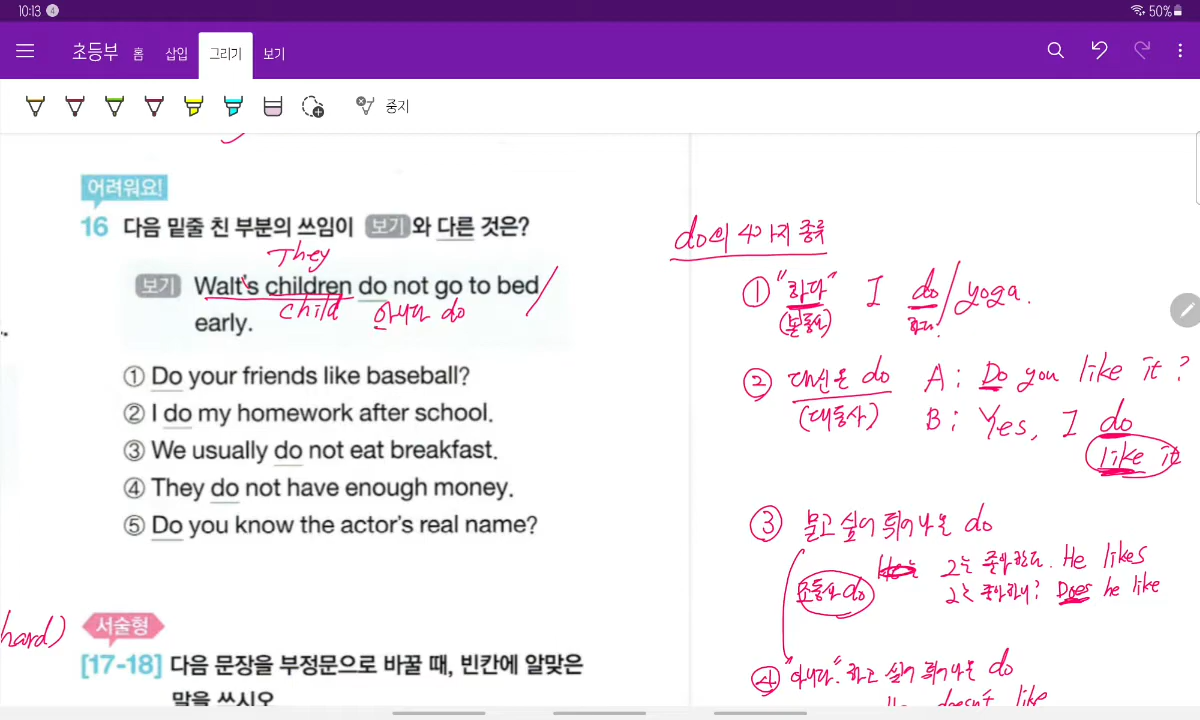 10:13 4 50%
초등부 홈 삽입 그리기 보기
중지
어려워요!
16 다음 밑줄 친 부분의 쓰임이 보기 와 다른 것은?
They
보기 Walt's children do not go to bed
child 아니다 do
early.
① Do your friends like baseball?
② I do my homework after school.
③ We usually do not eat breakfast.
④ They do not have enough money.
⑤ Do you know the actor's real name?
hard)
서술형
[17-18] 다음 문장을 부정문으로 바꿀 때, 빈칸에 알맞은
말을 쓰시오
do의 4가지 종류
① "하다" I do / yoga.
(본동사) 하다
② 대신온 do A : Do you like it ?
(대동사) B : Yes, I do
like it
③ 묻고 싶어 튀어나온 do
그는 좋아한다. He likes
조동사 do 그는 좋아하니? Does he like
④ "아니다" 하고 싶어 튀어나온 do
He doesn't like